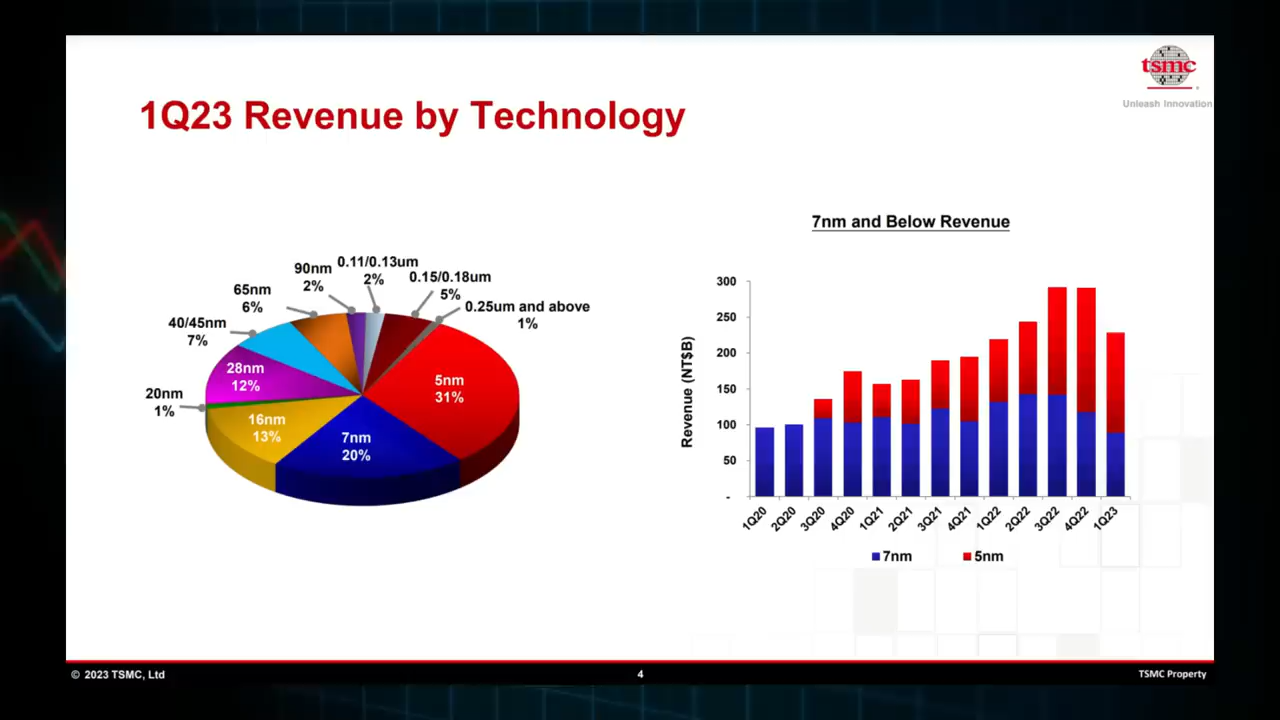 tsmc
Unleash Innovation
1Q23 Revenue by Technology
7nm and Below Revenue
0.11/0.13um
2%
90nm
2%
0.15/0.18um
5%
65nm
6%
0.25um and above
1%
40/45nm
7%
28nm
12%
5nm
31%
20nm
1%
16nm
13%
7nm
20%
Revenue (NT$B)
300
250
200
150
100
50
-
1Q20
2Q20
3Q20
4Q20
1Q21
2Q21
3Q21
4Q21
1Q22
2Q22
3Q22
4Q22
1Q23
7nm
5nm
© 2023 TSMC, Ltd
4
TSMC Property